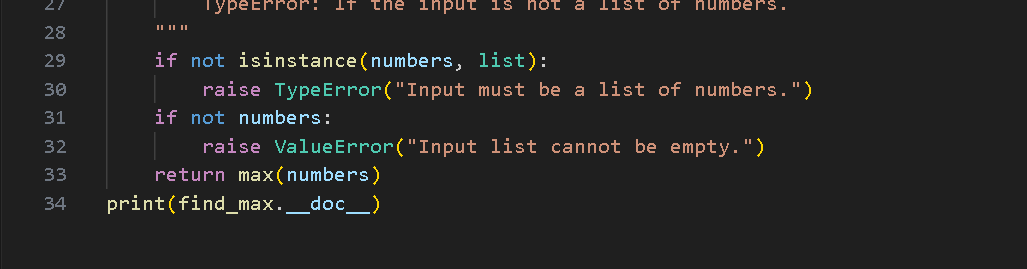 27 TypeError: If the input is not a list of numbers.
28 """
29 if not isinstance(numbers, list):
30 raise TypeError("Input must be a list of numbers.")
31 if not numbers:
32 raise ValueError("Input list cannot be empty.")
33 return max(numbers)
34 print(find_max.__doc__)